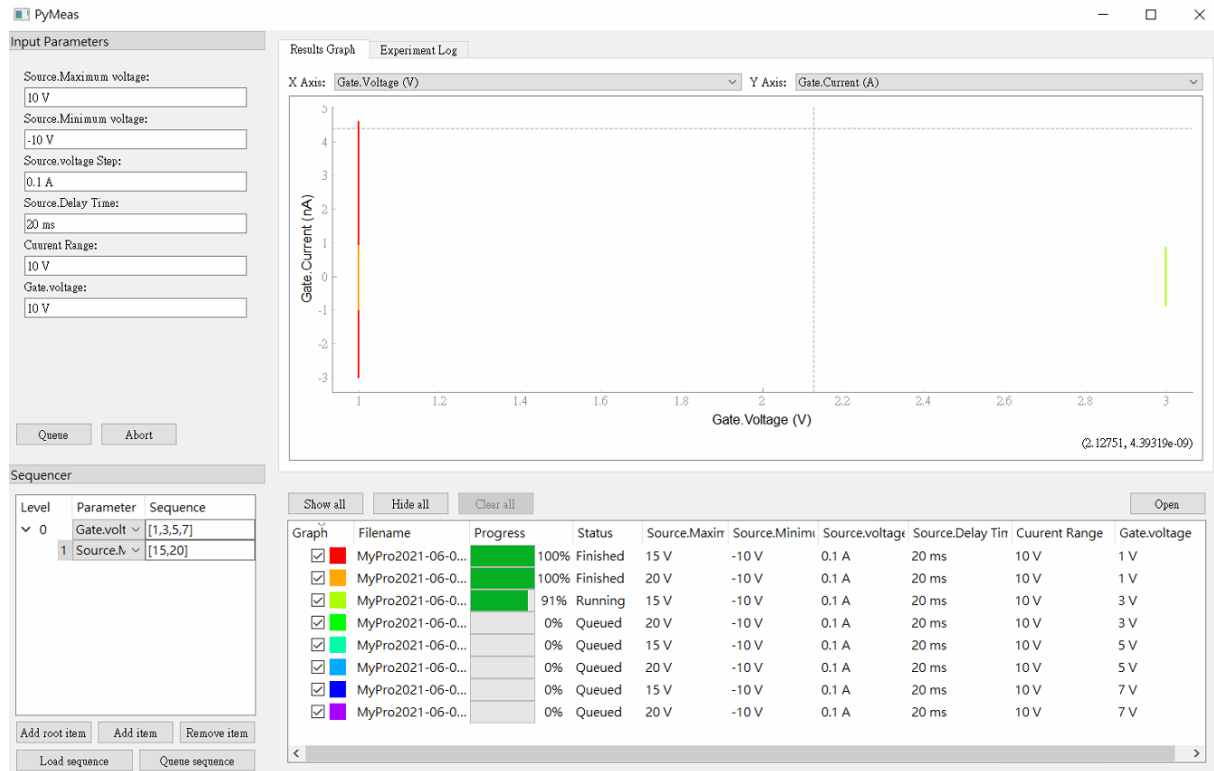 PyMeas
Input Parameters
Source.Maximum voltage:
10 V
Source.Minimum voltage:
-10 V
Source.voltage Step:
0.1 A
Source.Delay Time:
20 ms
Cuurent Range:
10 V
Gate.voltage:
10 V
Queue Abort
Sequencer
Level Parameter Sequence
0 Gate.volt [1,3,5,7]
1 Source.M [15,20]
Add root item Add item Remove item
Load sequence Queue sequence
Results Graph Experiment Log
X Axis: Gate.Voltage (V) Y Axis: Gate.Current (A)
Gate.Current (nA)
5
4
3
2
1
0
-1
-2
-3
1 1.2 1.4 1.6 1.8 2 2.2 2.4 2.6 2.8 3
Gate.Voltage (V)
(2.12751, 4.39319e-09)
Show all Hide all Clear all Open
Graph Filename Progress Status Source.Maxim Source.Minimu Source.voltage Source.Delay Tim Cuurent Range Gate.voltage
MyPro2021-06-0... 100% Finished 15 V -10 V 0.1 A 20 ms 10 V 1 V
MyPro2021-06-0... 100% Finished 20 V -10 V 0.1 A 20 ms 10 V 1 V
MyPro2021-06-0... 91% Running 15 V -10 V 0.1 A 20 ms 10 V 3 V
MyPro2021-06-0... 0% Queued 20 V -10 V 0.1 A 20 ms 10 V 3 V
MyPro2021-06-0... 0% Queued 15 V -10 V 0.1 A 20 ms 10 V 5 V
MyPro2021-06-0... 0% Queued 20 V -10 V 0.1 A 20 ms 10 V 5 V
MyPro2021-06-0... 0% Queued 15 V -10 V 0.1 A 20 ms 10 V 7 V
MyPro2021-06-0... 0% Queued 20 V -10 V 0.1 A 20 ms 10 V 7 V